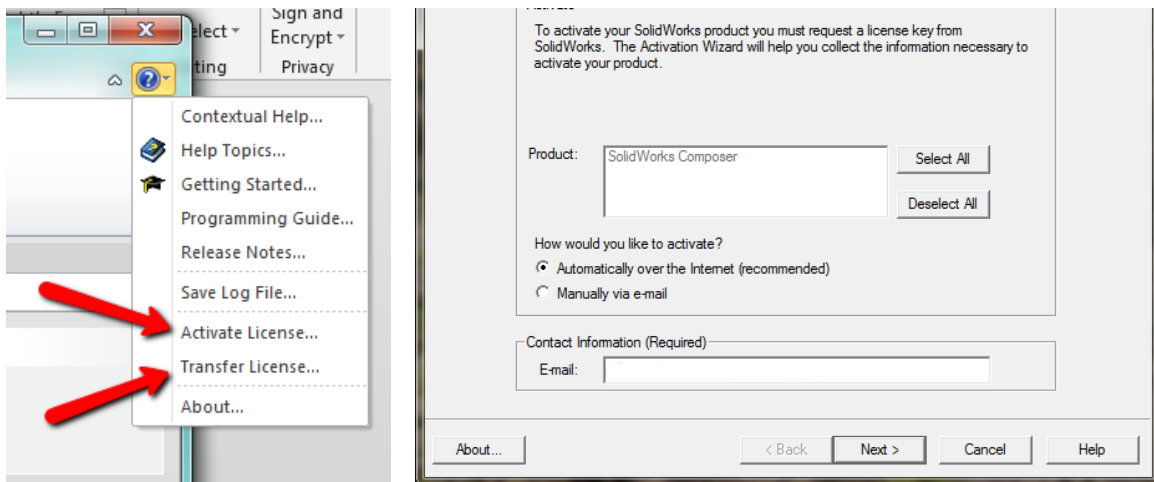 Sign and
elect
Encrypt
ting
Privacy
Contextual Help...
Help Topics...
Getting Started...
Programming Guide...
Release Notes...
Save Log File...
Activate License...
Transfer License...
About...
To activate your SolidWorks product you must request a license key from
SolidWorks. The Activation Wizard will help you collect the information necessary to
activate your product.
Product:
SolidWorks Composer
Select All
Deselect All
How would you like to activate?
Automatically over the Internet (recommended)
Manually via e-mail
Contact Information (Required)
E-mail:
About...
< Back
Next >
Cancel
Help